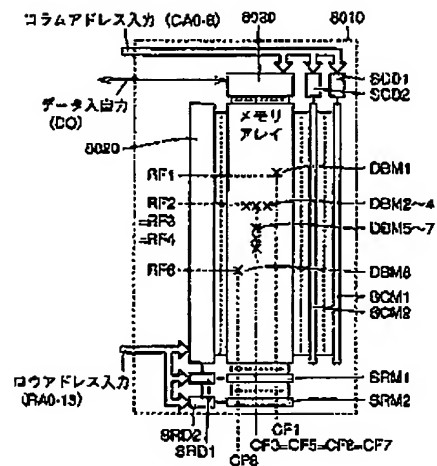 コラムアドレス入力 (CA0-8)
8030
8010
SCD1
SCD2
データ入出力
(DQ)
メモリ
アレイ
8020
RF1
DBM1
RF2
DBM2～4
=RF3
=RF4
DBM5～7
RF8
DBM8
SCM1
SCM2
ロウアドレス入力
(RA0-13)
SRM1
SRM2
CF1
SRD2
SRD1
CF8
CF3=CF5=CF6=CF7